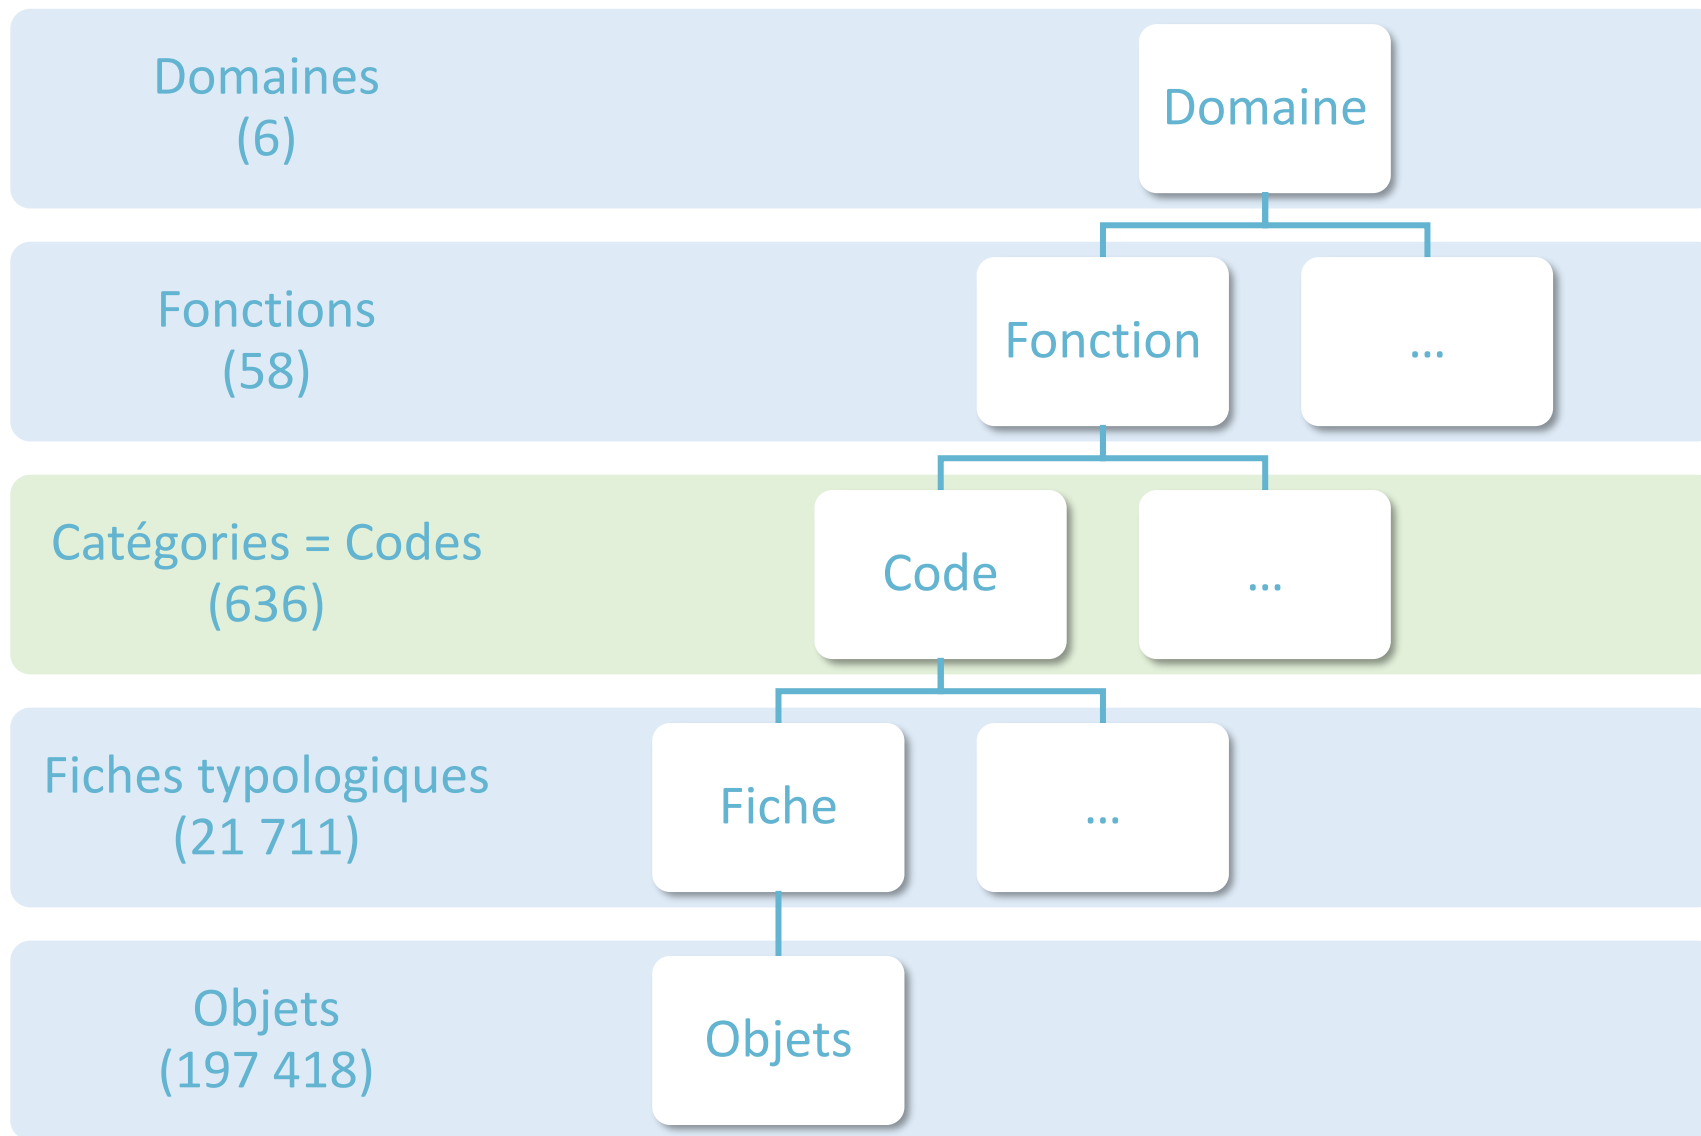 Domaines
(6)
Domaine
Fonctions
(58)
Fonction
...
Catégories = Codes
(636)
Code
...
Fiches typologiques
(21 711)
Fiche
...
Objets
(197 418)
Objets